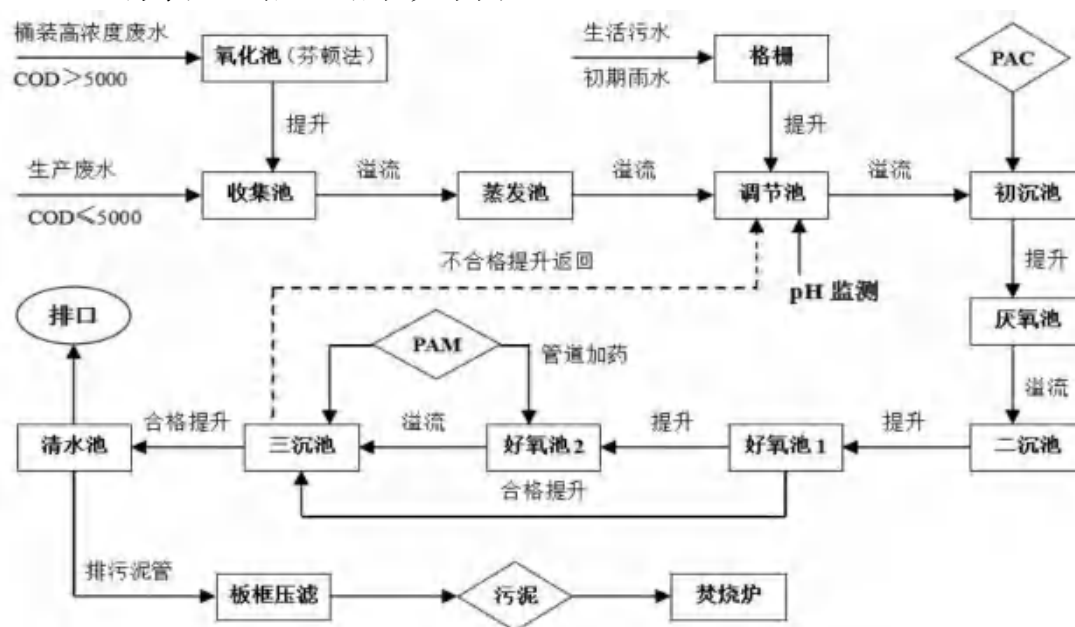 桶装高浓度废水
COD＞5000
氧化池(芬顿法)
生活污水
初期雨水
格栅
PAC
提升
提升
生产废水
COD≤5000
收集池
溢流
蒸发池
溢流
调节池
溢流
初沉池
不合格提升返回
pH 监测
提升
排口
PAM
管道加药
厌氧池
溢流
清水池
合格提升
三沉池
溢流
好氧池 2
提升
好氧池 1
提升
二沉池
合格提升
排污泥管
板框压滤
污泥
焚烧炉